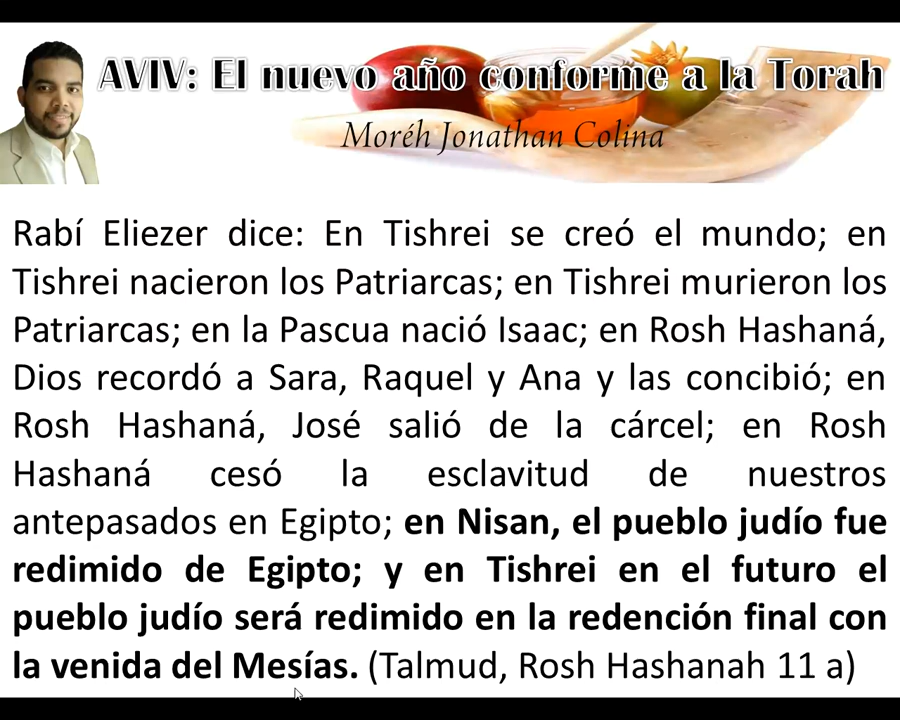 AVIV: El nuevo año conforme a la Torah
Moréh Jonathan Colina
Rabí Eliezer dice: En Tishrei se creó el mundo; en
Tishrei nacieron los Patriarcas; en Tishrei murieron los
Patriarcas; en la Pascua nació Isaac; en Rosh Hashaná,
Dios recordó a Sara, Raquel y Ana y las concibió; en
Rosh Hashaná, José salió de la cárcel; en Rosh
Hashaná cesó la esclavitud de nuestros
antepasados en Egipto; en Nisan, el pueblo judío fue
redimido de Egipto; y en Tishrei en el futuro el
pueblo judío será redimido en la redención final con
la venida del Mesías. (Talmud, Rosh Hashanah 11 a)